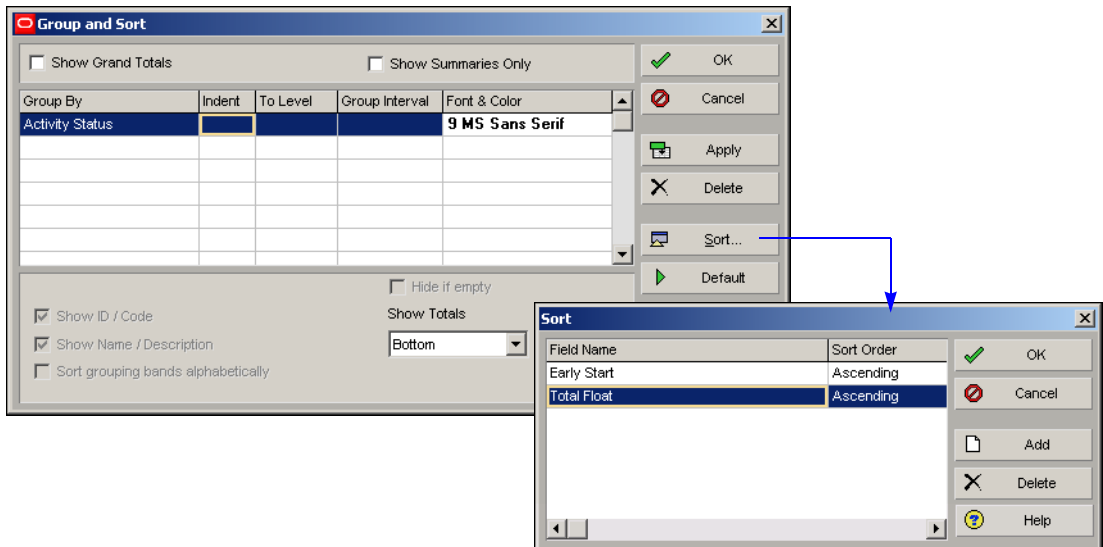 Group and Sort
Show Grand Totals
Show Summaries Only
OK
Cancel
Group By Indent To Level Group Interval Font & Color
Activity Status 9 MS Sans Serif
Apply
Delete
Sort...
Default
Hide if empty
Show ID / Code
Show Totals
Show Name / Description
Bottom
Sort grouping bands alphabetically
Sort
Field Name Sort Order
Early Start Ascending
Total Float Ascending
OK
Cancel
Add
Delete
Help